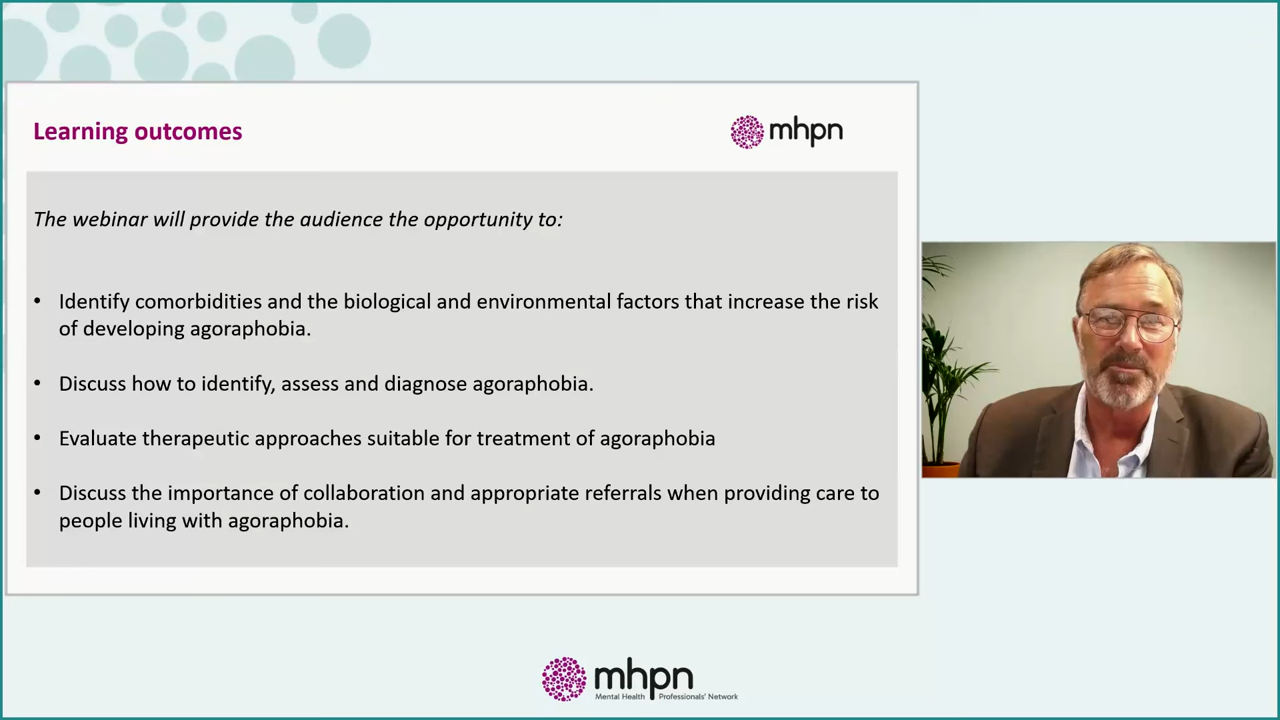 Learning outcomes
mhpn
The webinar will provide the audience the opportunity to:
• Identify comorbidities and the biological and environmental factors that increase the risk
of developing agoraphobia.
• Discuss how to identify, assess and diagnose agoraphobia.
• Evaluate therapeutic approaches suitable for treatment of agoraphobia
• Discuss the importance of collaboration and appropriate referrals when providing care to
people living with agoraphobia.
mhpn
Mental Health Professionals' Network